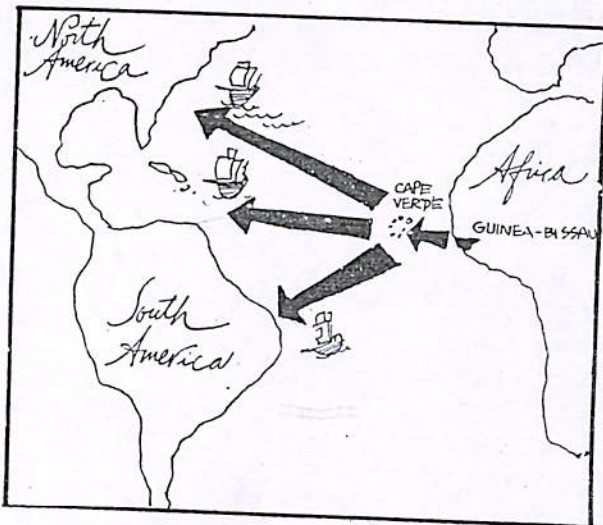 North
America
Africa
CAPE
VERDE
GUINEA-BISSAU
South
America